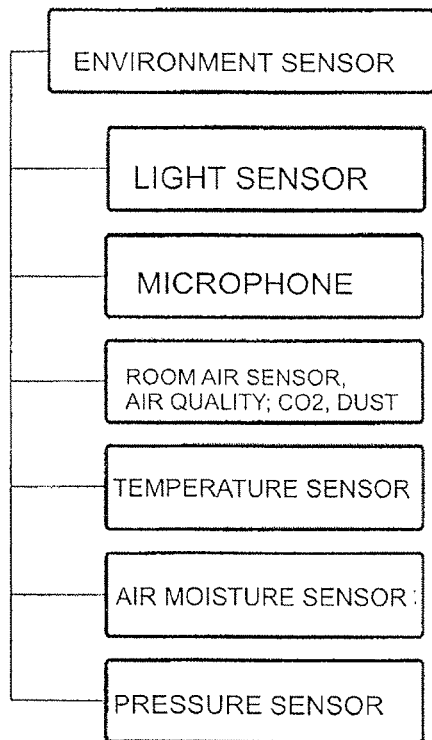 ENVIRONMENT SENSOR
LIGHT SENSOR
MICROPHONE
ROOM AIR SENSOR,
AIR QUALITY; CO2, DUST
TEMPERATURE SENSOR
AIR MOISTURE SENSOR :
PRESSURE SENSOR